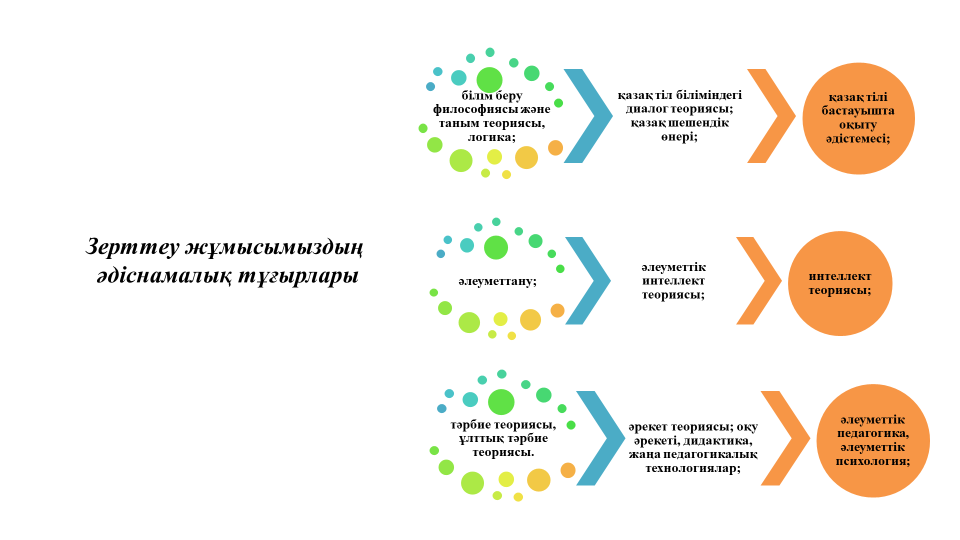 Зерттеу жұмысымыздың
әдіснамалық тұғырлары
білім беру
философиясы және
таным теориясы,
логика;
қазақ тіл біліміндегі
диалог теориясы;
қазақ шешендік
өнері;
қазақ тілі
бастауышта
оқыту
әдістемесі;
әлеуметтану;
әлеуметтік
интеллект
теориясы;
интеллект
теориясы;
тәрбие теориясы,
ұлттық тәрбие
теориясы.
әрекет теориясы; оқу
әрекеті, дидактика,
жаңа педагогикалық
технологиялар;
әлеуметтік
педагогика,
әлеуметтік
психология;